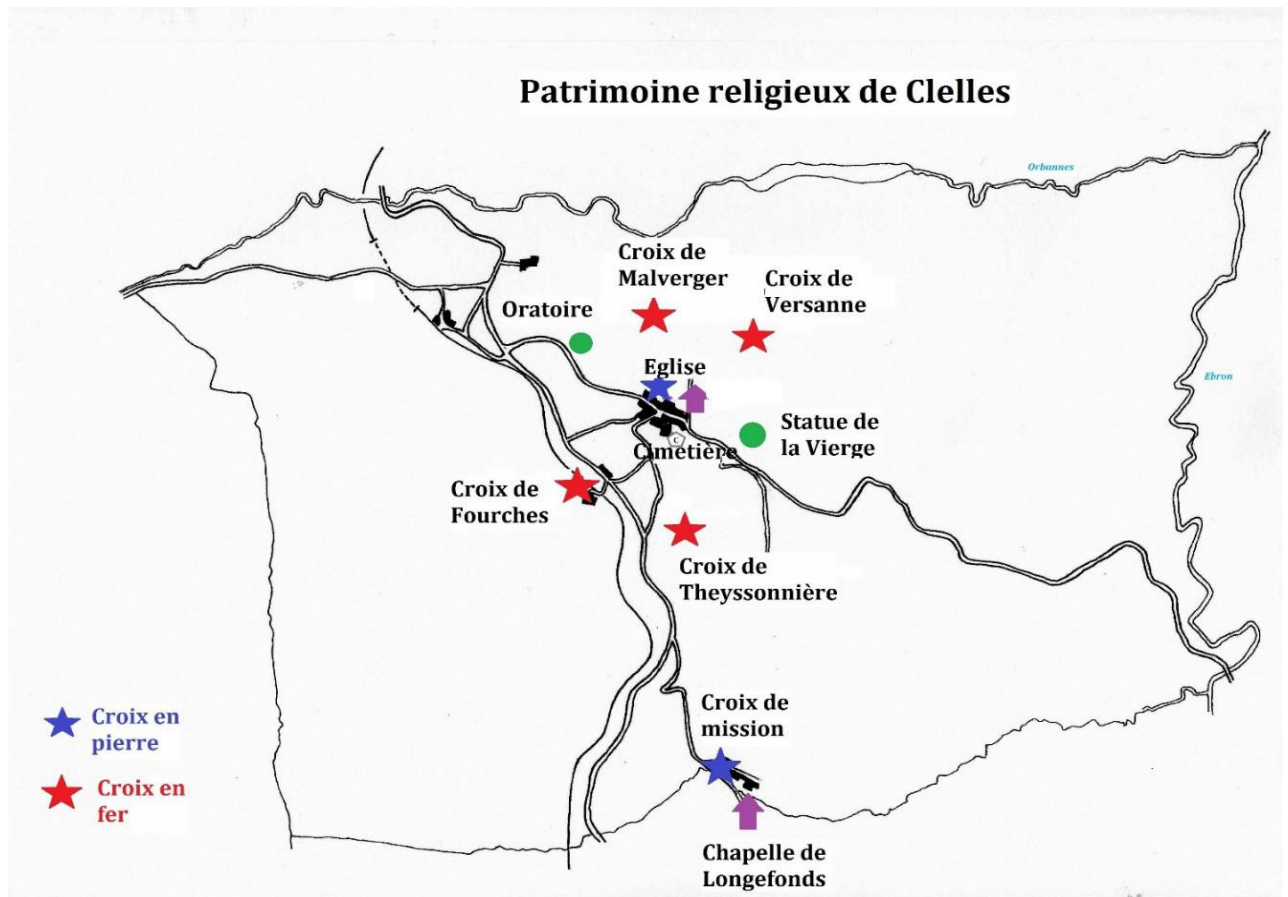 Patrimoine religieux de Clelles
Orbannes
Croix de
Malverger
Croix de
Versanne
Oratoire
Eglise
Ebron
Statue de
la Vierge
C
Cimetière
Croix de
Fourches
Croix de
Theyssonnière
Croix de
mission
Croix en
pierre
Croix en
fer
Chapelle de
Longefonds